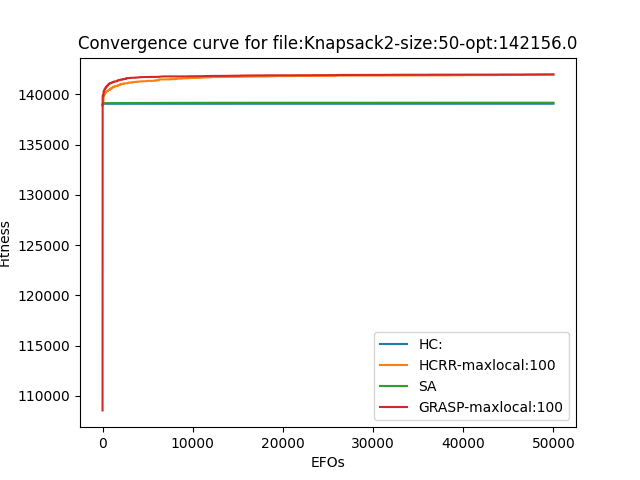 Convergence curve for file:Knapsack2-size:50-opt:142156.0
140000
135000
130000
125000
120000
115000
110000
0
10000
20000
30000
40000
50000
EFOs
HC:
HCRR-maxlocal:100
SA
GRASP-maxlocal:100